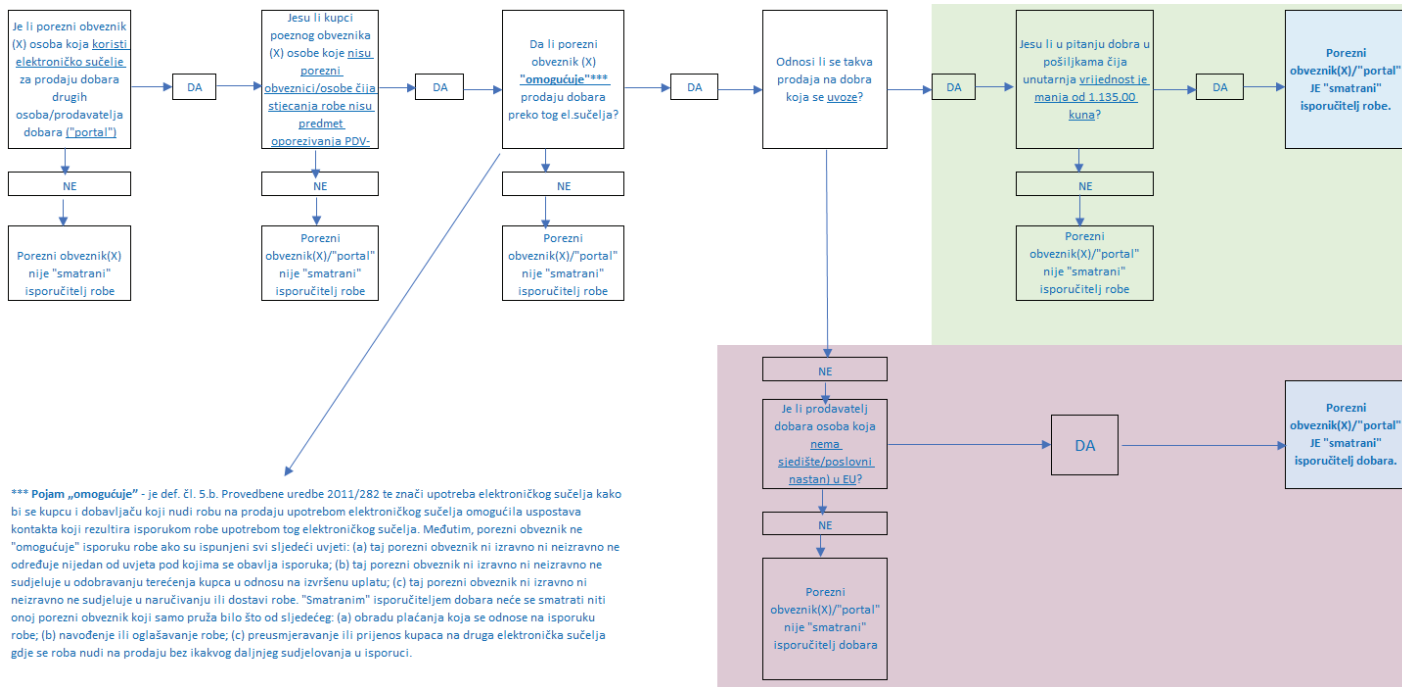 Je li porezni obveznik
(X) osoba koja koristi
elektroničko sučelje
za prodaju dobara
drugih
osoba/prodavatelja
dobara ("portal")
DA
Jesu li kupci
poeznog obveznika
(X) osobe koje nisu
porezni
obveznici/osobe čija
stjecanja robe nisu
predmet
oporezivanja PDV-
DA
Da li porezni
obveznik (X)
"omogućuje"***
prodaju dobara
preko tog el.sučelja?
DA
Odnosi li se takva
prodaja na dobra
koja se uvoze?
DA
Jesu li u pitanju dobra u
pošiljkama čija
unutarnja vrijednost je
manja od 1.135,00
kuna?
DA
Porezni
obveznik(X)/"portal"
JE "smatrani"
isporučitelj robe.
NE
NE
NE
NE
Porezni obveznik(X)
nije "smatrani"
isporučitelj robe
Porezni
obveznik(X)/"portal"
nije "smatrani"
isporučitelj robe
Porezni
obveznik(X)/"portal"
nije "smatrani"
isporučitelj robe
Porezni
obveznik(X)/"portal"
nije "smatrani"
isporučitelj robe
NE
Je li prodavatelj
dobara osoba koja
nema
sjedište/poslovni
nastan) u EU?
DA
Porezni
obveznik(X)/"portal"
JE "smatrani"
isporučitelj dobara.
NE
Porezni
obveznik(X)/"portal"
nije "smatrani"
isporučitelj dobara
*** Pojam „omogućuje” - je def. čl. 5.b. Provedbene uredbe 2011/282 te znači upotreba elektroničkog sučelja kako
bi se kupcu i dobavljaču koji nudi robu na prodaju upotrebom elektroničkog sučelja omogućila uspostava
kontakta koji rezultira isporukom robe upotrebom tog elektroničkog sučelja. Međutim, porezni obveznik ne
"omogućuje" isporuku robe ako su ispunjeni svi sljedeći uvjeti: (a) taj porezni obveznik ni izravno ni neizravno ne
određuje nijedan od uvjeta pod kojima se obavlja isporuka; (b) taj porezni obveznik ni izravno ni neizravno ne
sudjeluje u odobravanju terećenja kupca u odnosu na izvršenu uplatu; (c) taj porezni obveznik ni izravno ni
neizravno ne sudjeluje u naručivanju ili dostavi robe. "Smatranim" isporučiteljem dobara neće se smatrati niti
onoj porezni obveznik koji samo pruža bilo što od sljedećeg: (a) obradu plaćanja koja se odnose na isporuku
robe; (b) navođenje ili oglašavanje robe; (c) preusmjeravanje ili prijenos kupaca na druga elektronička sučelja
gdje se roba nudi na prodaju bez ikakvog daljnjeg sudjelovanja u isporuci.